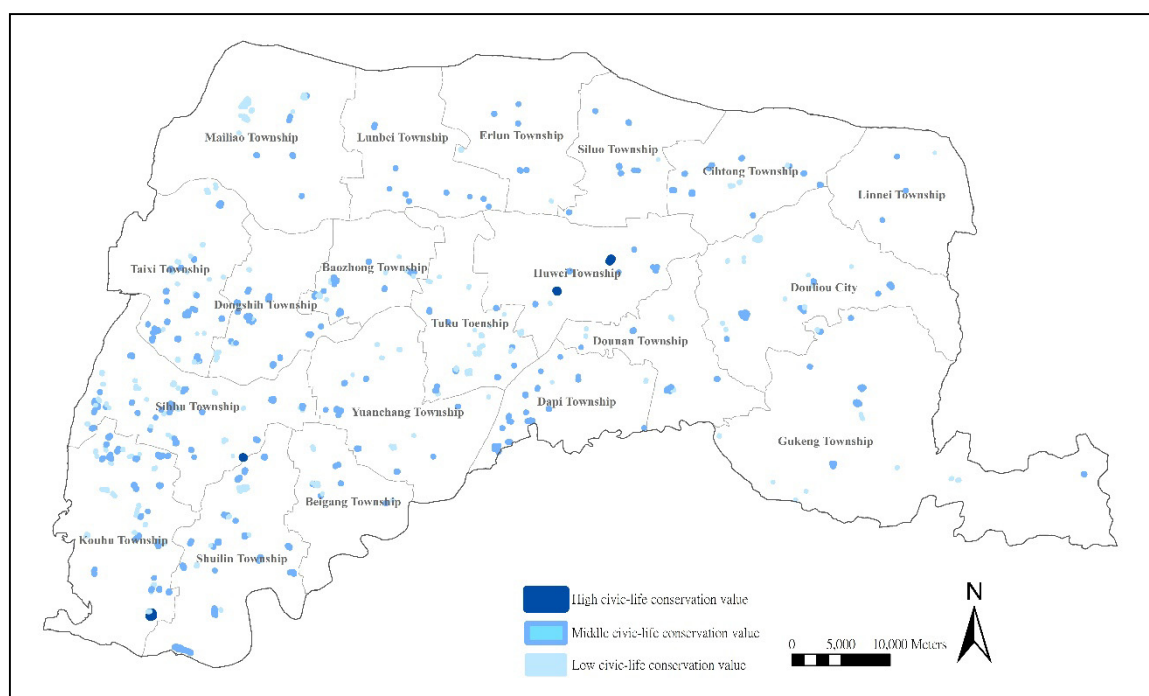 Mailiao Township
Lunbei Township
Erlun Township
Siluo Township
Cihtong Township
Linnei Township
Taixi Township
Baozhong Township
Huwei Township
Dongshih Township
Douliou City
Tuku Toenship
Dounan Township
Sihhu Township
Yuanchang Township
Dapi Township
Gukeng Township
Beigang Township
Kouhu Township
Shuilin Township
High civic-life conservation value
Middle civic-life conservation value
Low civic-life conservation value
0 5,000 10,000 Meters
N